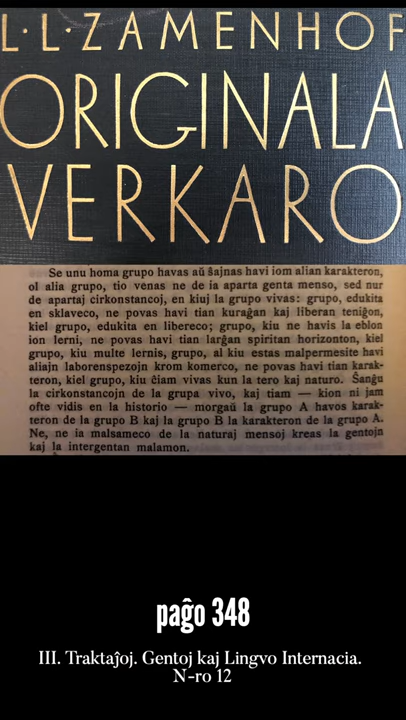 L·L·ZAMENHOF
ORIGINALA
VERKARO
Se unu homa grupo havas aŭ ŝajnas havi iom alian karakteron,
ol alia grupo, tio venas ne de ia aparta genta menso, sed nur
de apartaj cirkonstancoj, en kiuj la grupo vivas: grupo, edukita
en sklaveco, ne povas havi tian kuraĝan kaj liberan teniĝon,
kiel grupo, edukita en libereco; grupo, kiu ne havis la eblon
ion lerni, ne povas havi tian larĝan spiritan horizonton, kiel
grupo, kiu multe lernis, grupo, al kiu estas malpermesite havi
aliajn laborenspezojn krom komerco, ne povas havi tian karak-
teron, kiel grupo, kiu ĉiam vivas kun la tero kaj naturo. Ŝanĝu
la cirkonstancojn de la grupa vivo, kaj tiam — kion ni jam
ofte vidis en la historio — morgaŭ la grupo A havos karak-
teron de la grupo B kaj la grupo B la karakteron de la grupo A.
Ne, ne ia malsameco de la naturaj mensoj kreas la gentojn
kaj la intergentan malamon.
paĝo 348
III. Traktaĵoj. Gentoj kaj Lingvo Internacia.
N-ro 12